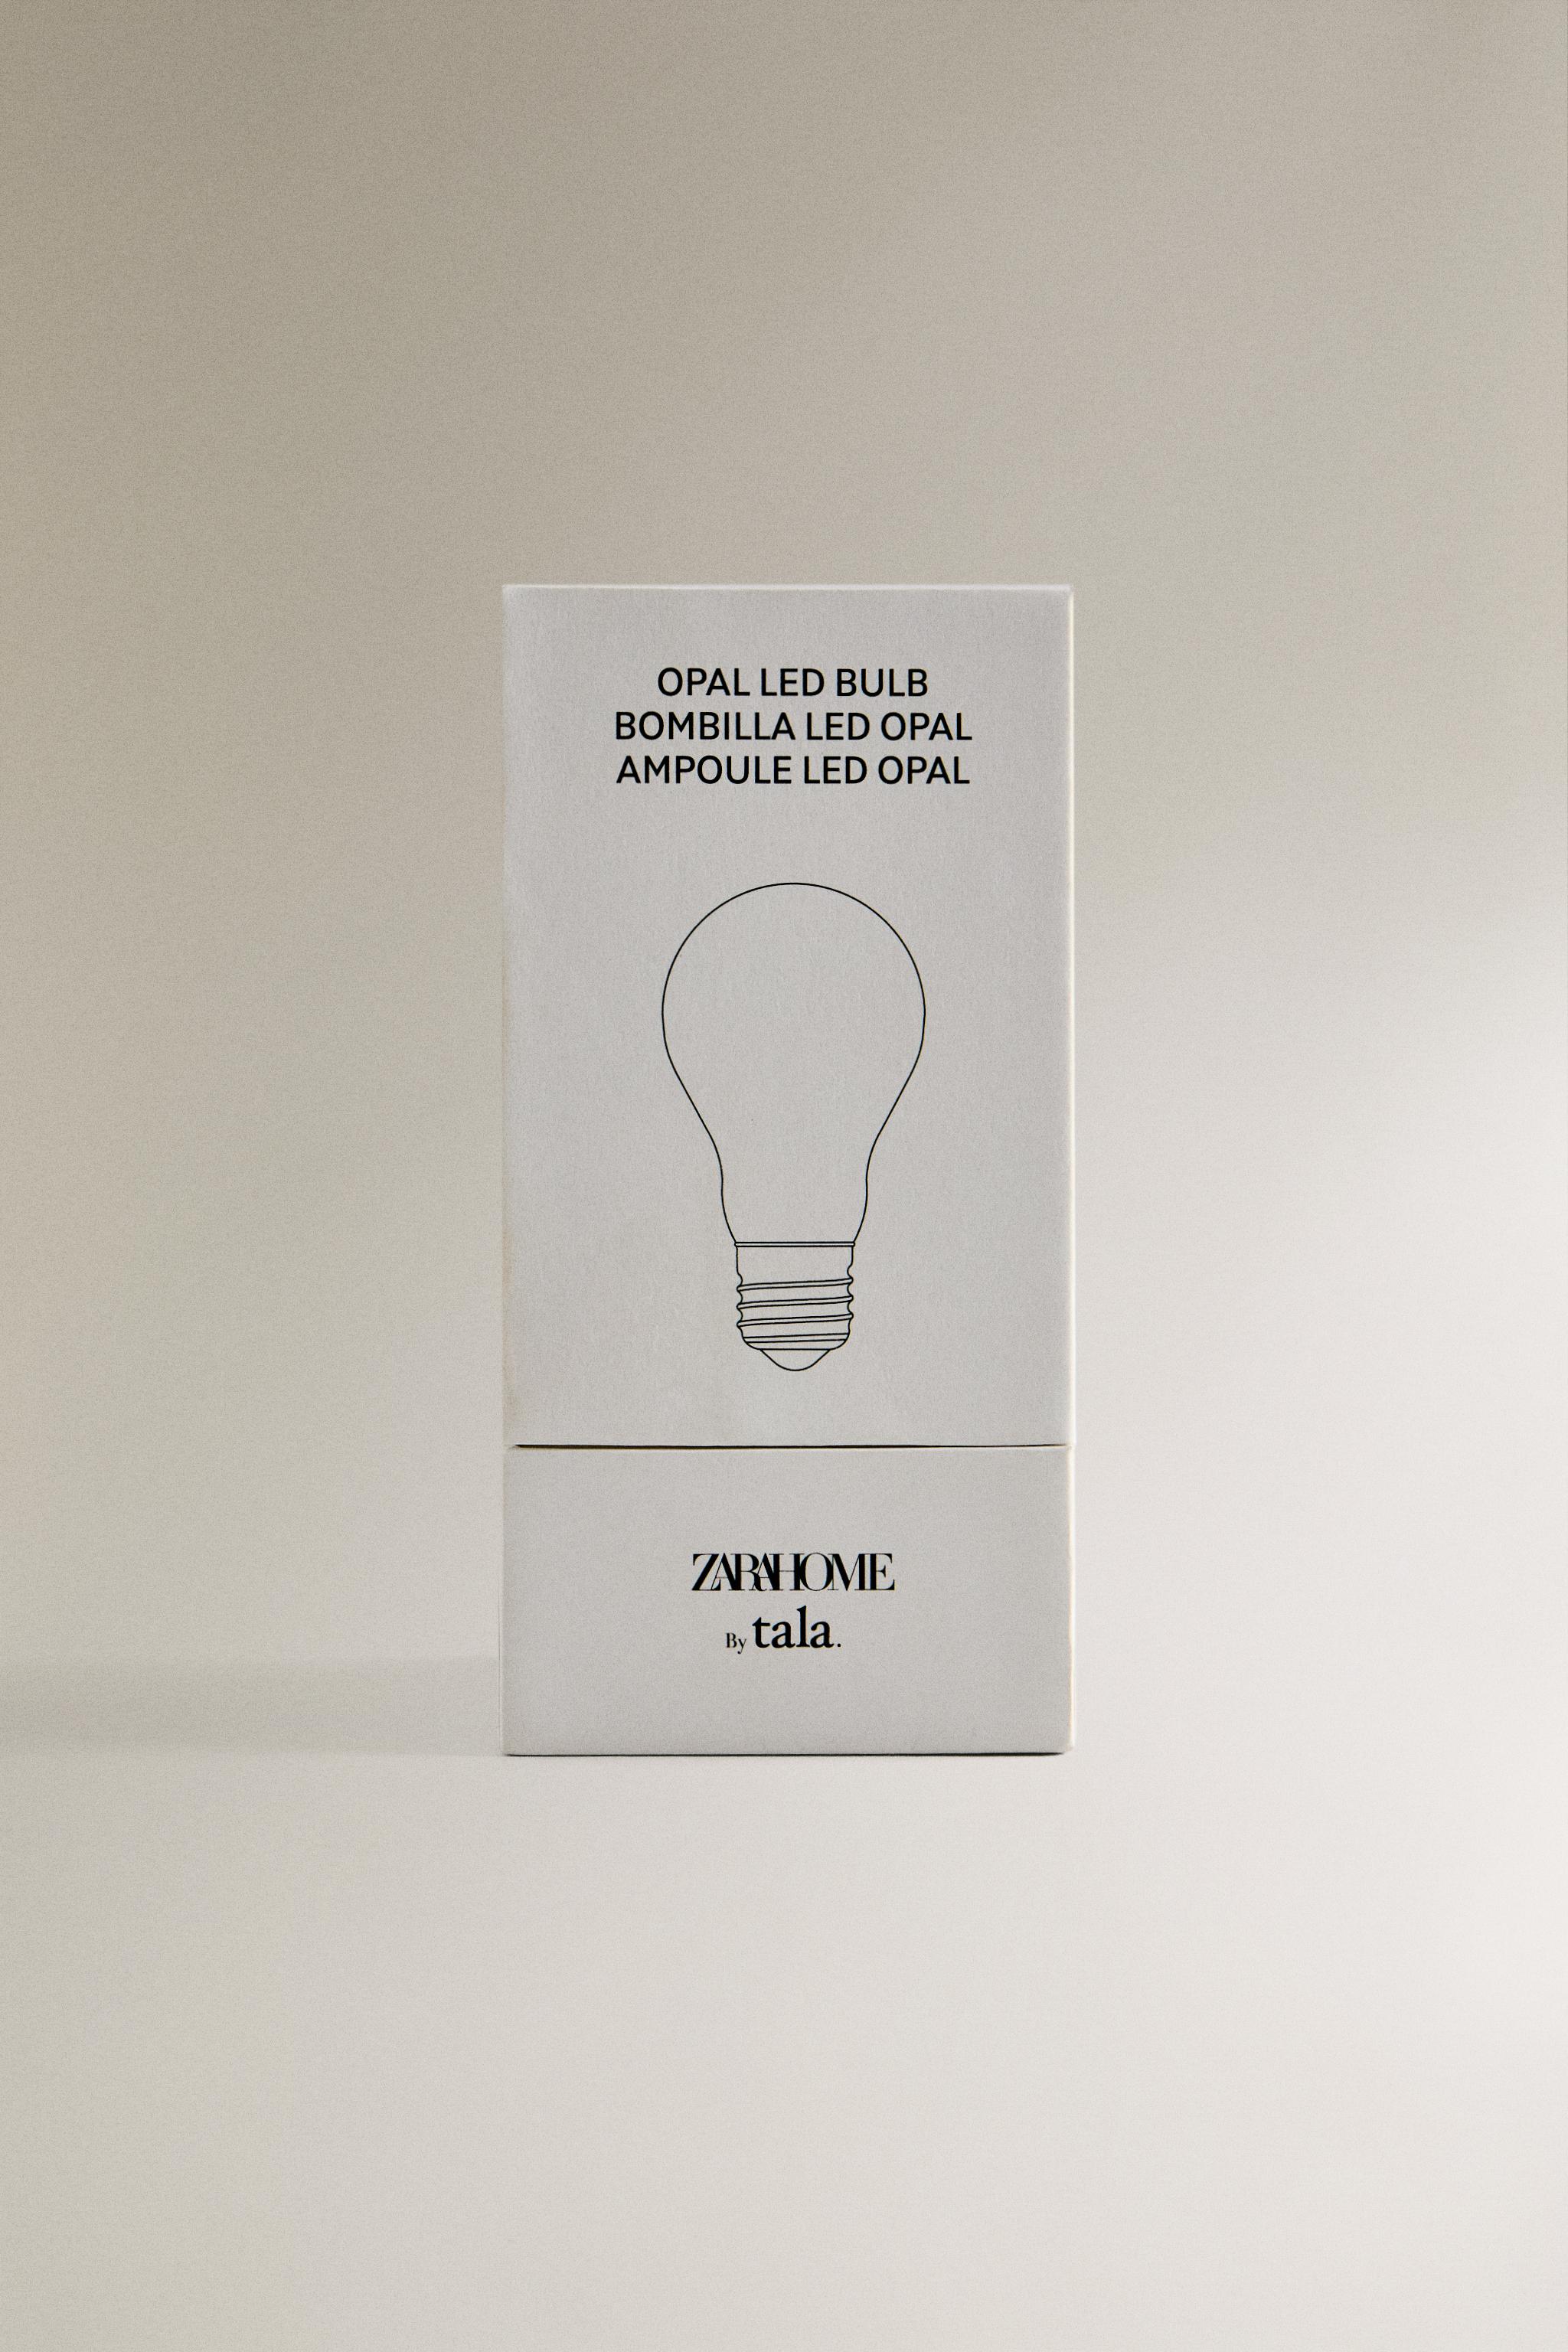 OPAL LED BULB
BOMBILLA LED OPAL
AMPOULE LED OPAL
ZARAHOME
By tala.